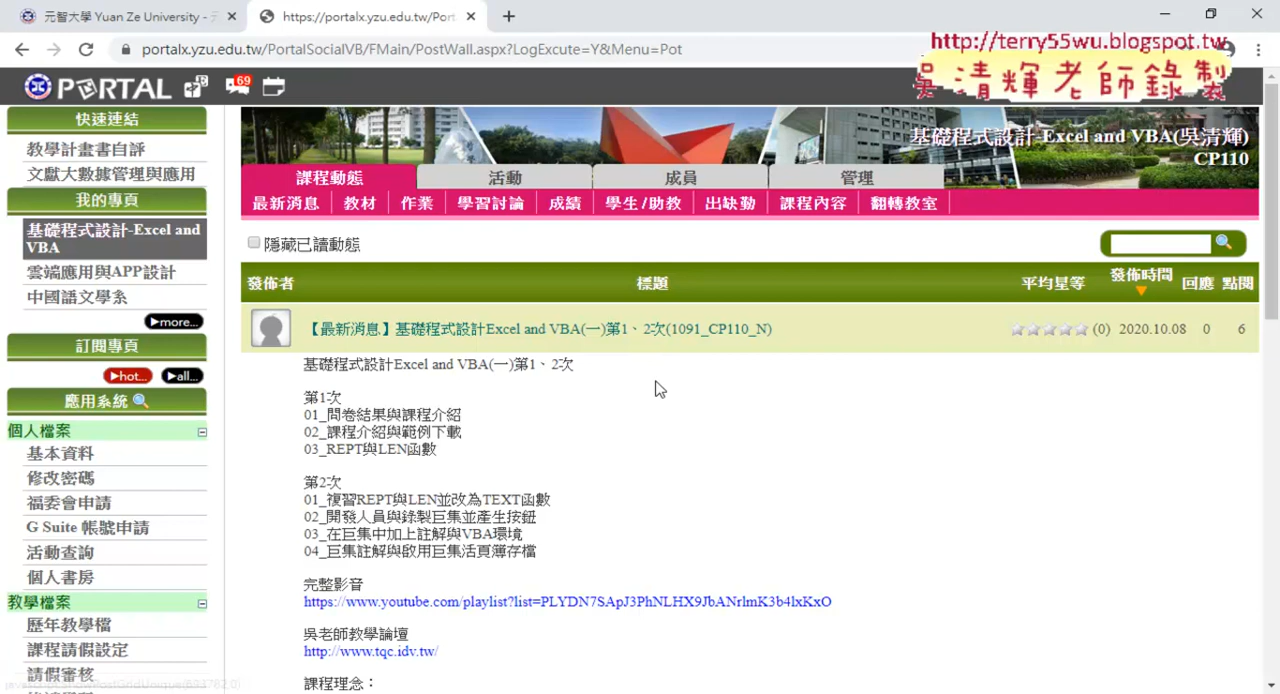 元智大學 Yuan Ze University -
https://portalx.yzu.edu.tw/Port
portalx.yzu.edu.tw/PortalSocialVB/FMain/PostWall.aspx?LogExcute=Y&Menu=Pot
http://terry55wu.blogspot.tw
吳清輝老師錄製
PORTAL
69
快速連結
教學計畫書自評
文獻大數據管理與應用
我的專頁
基礎程式設計-Excel and VBA
雲端應用與APP設計
中國語文學系
▶more...
訂閱專頁
▶hot... ▶all...
應用系統
個人檔案
基本資料
修改密碼
福委會申請
G Suite 帳號申請
活動查詢
個人書房
教學檔案
歷年教學檔
課程請假設定
請假審核
基礎程式設計-Excel and VBA(吳清輝)
CP110
課程動態 活動 成員 管理
最新消息 教材 作業 學習討論 成績 學生/助教 出缺勤 課程內容 翻轉教室
隱藏已讀動態
發佈者 標題 平均星等 發佈時間 回應 點閱
【最新消息】基礎程式設計Excel and VBA(一)第1、2次(1091_CP110_N) (0) 2020.10.08 0 6
基礎程式設計Excel and VBA(一)第1、2次
第1次
01_問卷結果與課程介紹
02_課程介紹與範例下載
03_REPT與LEN函數
第2次
01_複習REPT與LEN並改為TEXT函數
02_開發人員與錄製巨集並產生按鈕
03_在巨集中加上註解與VBA環境
04_巨集註解與啟用巨集活頁簿存檔
完整影音
https://www.youtube.com/playlist?list=PLYDN7SApJ3PhNLHX9JbANrlmK3b4lxKxO
吳老師教學論壇
http://www.tqc.idv.tw/
課程理念：